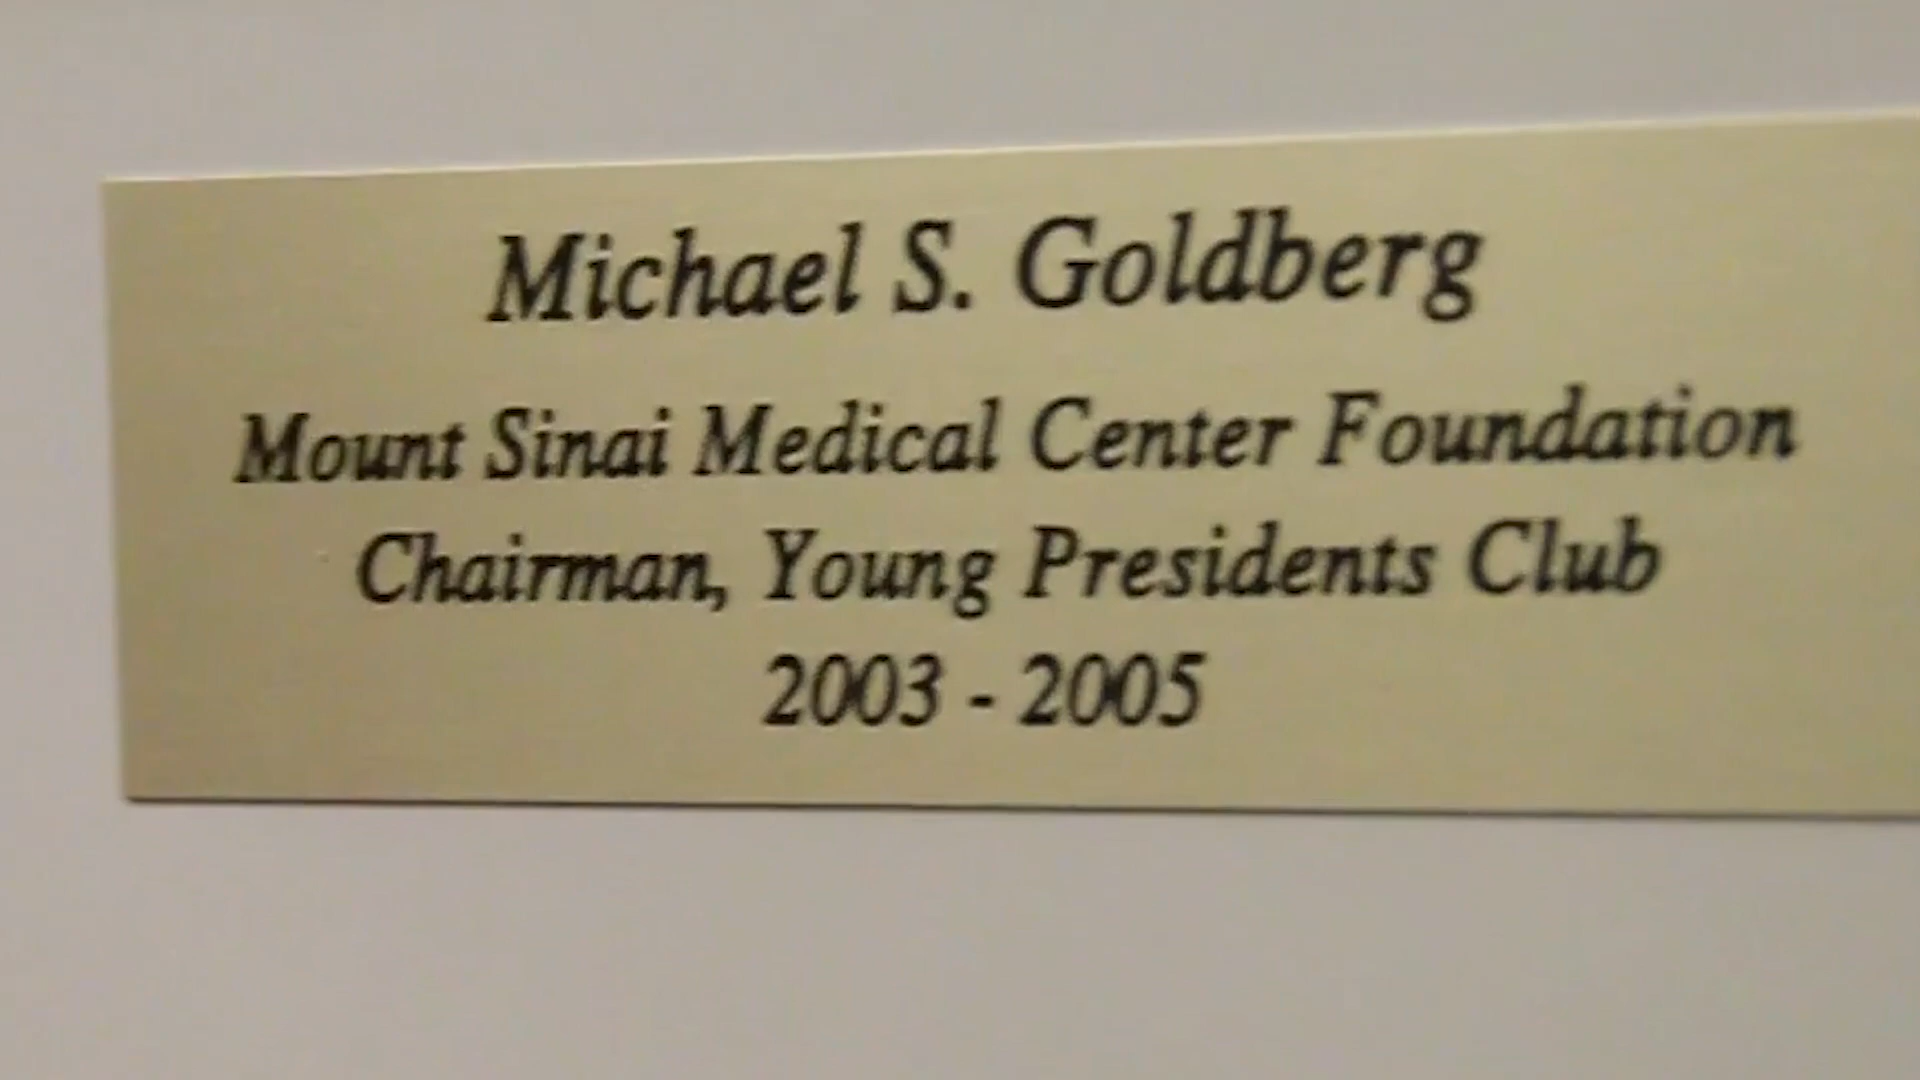 Michael S. Goldberg
Mount Sinai Medical Center Foundation
Chairman, Young Presidents Club
2003 - 2005